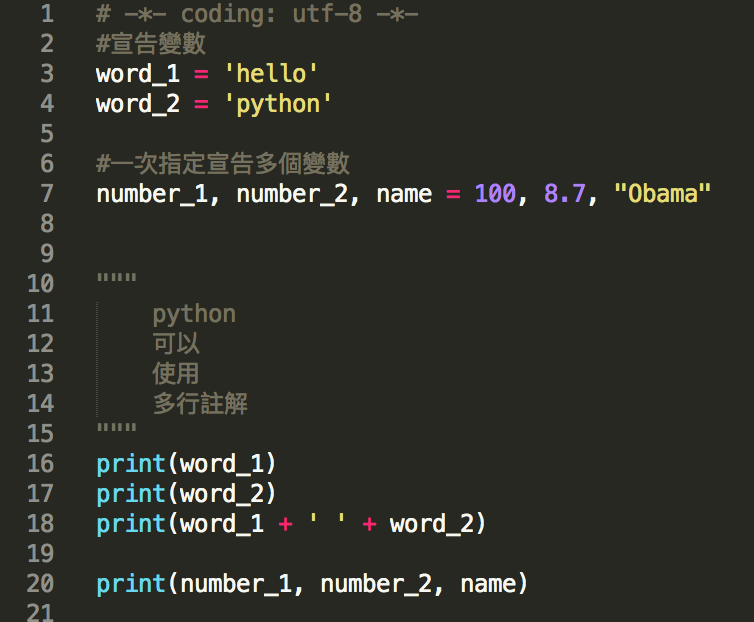 1 # -*- coding: utf-8 -*-
2 #宣告變數
3 word_1 = 'hello'
4 word_2 = 'python'
5
6 #一次指定宣告多個變數
7 number_1, number_2, name = 100, 8.7, "Obama"
8
9
10 """
11     python
12     可以
13     使用
14     多行註解
15 """
16 print(word_1)
17 print(word_2)
18 print(word_1 + ' ' + word_2)
19
20 print(number_1, number_2, name)
21